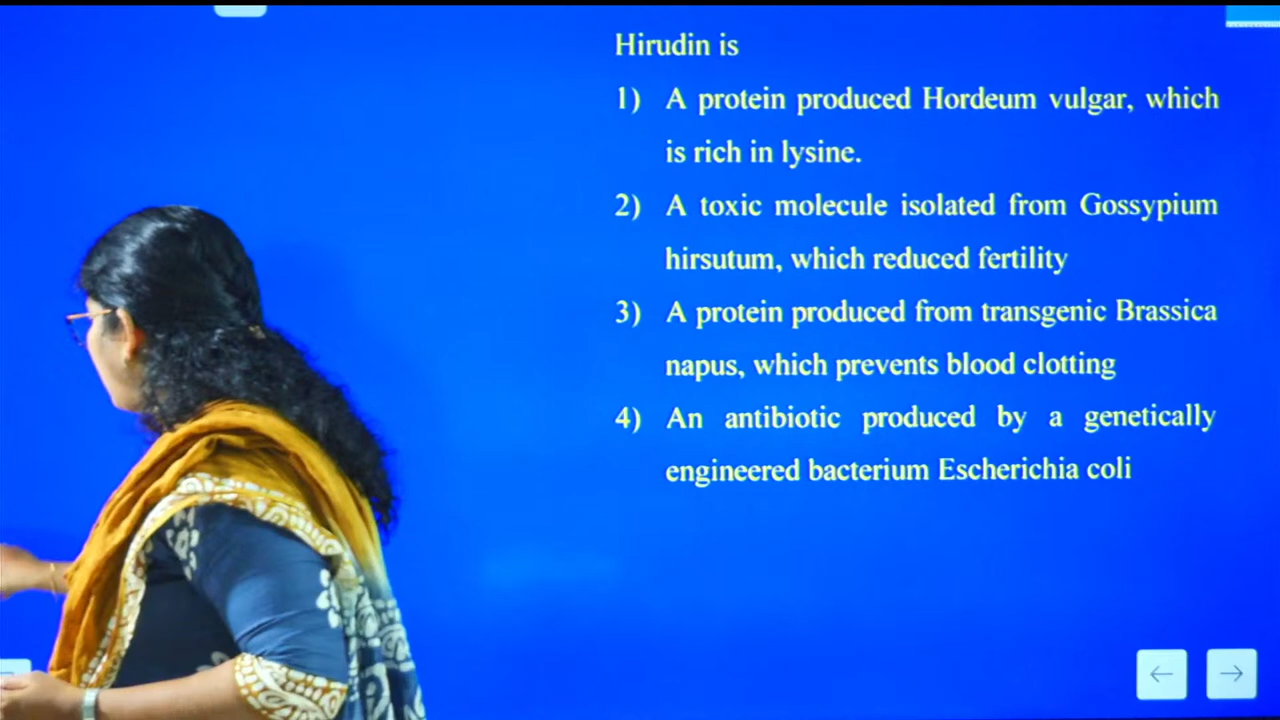 Hirudin is
1) A protein produced Hordeum vulgar, which
is rich in lysine.
2) A toxic molecule isolated from Gossypium
hirsutum, which reduced fertility
3) A protein produced from transgenic Brassica
napus, which prevents blood clotting
4) An antibiotic produced by a genetically
engineered bacterium Escherichia coli